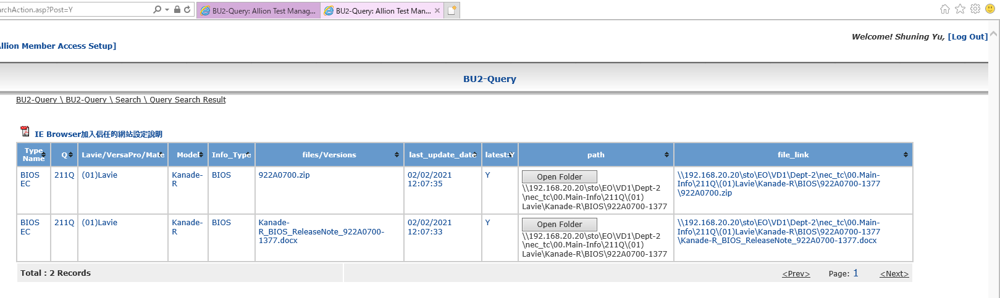 archAction.asp?Post=Y
BU2-Query: Allion Test Manag...
BU2-Query: Allion Test Man...
Welcome! Shuning Yu, [Log Out]
Allion Member Access Setup]
BU2-Query
BU2-Query \ BU2-Query \ Search \ Query Search Result
IE Browser加入信任的網站設定說明
Type Name Q Lavie/VersaPro/Mate Model Info_Type files/Versions last_update_date latest:Y path file_link
BIOS EC 211Q (01)Lavie Kanade-R BIOS 922A0700.zip 02/02/2021 12:07:35 Y Open Folder
\\192.168.20.20\sto\EO\VD1\Dept-2
\nec_tc\00.Main-Info\211Q\(01)
Lavie\Kanade-R\BIOS\922A0700-1377
\\192.168.20.20\sto\EO\VD1\Dept-2\nec_tc\00.Main-
Info\211Q\(01)Lavie\Kanade-R\BIOS\922A0700-1377
\922A0700.zip
BIOS EC 211Q (01)Lavie Kanade-R BIOS Kanade-
R_BIOS_ReleaseNote_922A0700-
1377.docx
02/02/2021 12:07:33 Y Open Folder
\\192.168.20.20\sto\EO\VD1\Dept-2
\nec_tc\00.Main-Info\211Q\(01)
Lavie\Kanade-R\BIOS\922A0700-1377
\\192.168.20.20\sto\EO\VD1\Dept-2\nec_tc\00.Main-
Info\211Q\(01)Lavie\Kanade-R\BIOS\922A0700-1377
\Kanade-R_BIOS_ReleaseNote_922A0700-1377.docx
Total : 2 Records
<Prev> Page: 1 <Next>